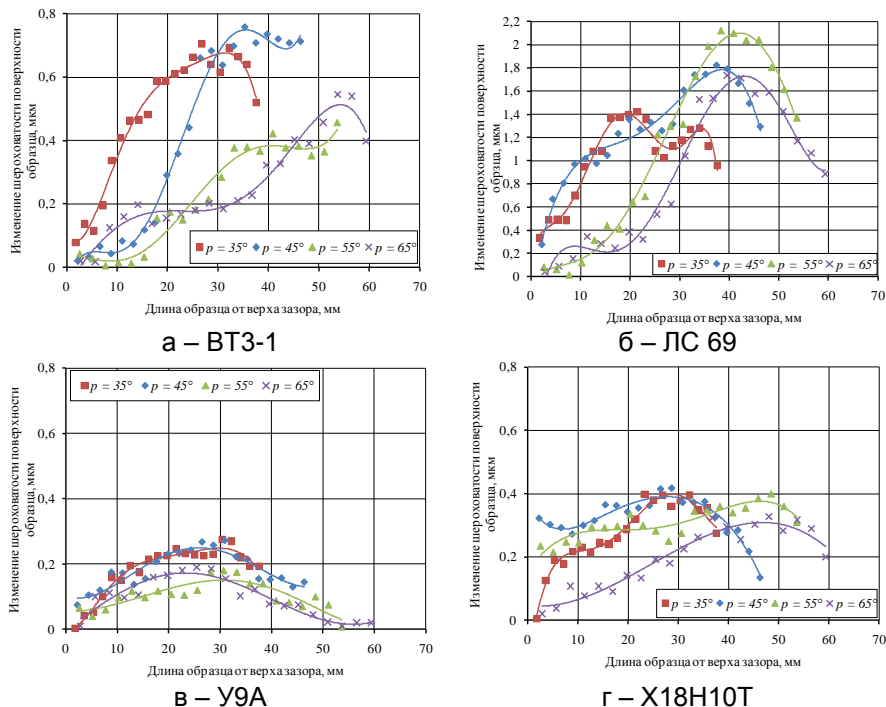 Изменение шероховатости поверхности
образца, мкм
0,8
0,6
0,4
0,2
0
p = 35° p = 45° p = 55° p = 65°
0 10 20 30 40 50 60 70
Длина образца от верха зазора, мм
а – ВТ3-1
Изменение шероховатости поверхности
обрзца, мкм
2,2
2
1,8
1,6
1,4
1,2
1
0,8
0,6
0,4
0,2
0
p = 35° p = 45° p = 55° p = 65°
0 10 20 30 40 50 60 70
Длина образца от верха зазора, мм
б – ЛС 69
Изменение шероховатости поверхности
образца, мкм
0,8
0,6
0,4
0,2
0
p = 35° p = 45° p = 55° p = 65°
0 10 20 30 40 50 60 70
Длина образца от верха зазора, мм
в – У9А
Изменение шероховатости поверхности
образца, мкм
0,8
0,6
0,4
0,2
0
p = 35° p = 45° p = 55° p = 65°
0 10 20 30 40 50 60 70
Длина образца от верха зазора, мм
г – Х18Н10Т